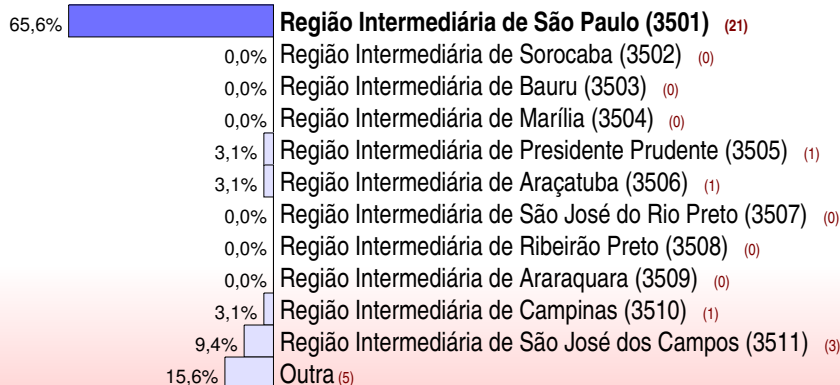 65,6% Região Intermediária de São Paulo (3501) (21)
0,0% Região Intermediária de Sorocaba (3502) (0)
0,0% Região Intermediária de Bauru (3503) (0)
0,0% Região Intermediária de Marília (3504) (0)
3,1% Região Intermediária de Presidente Prudente (3505) (1)
3,1% Região Intermediária de Araçatuba (3506) (1)
0,0% Região Intermediária de São José do Rio Preto (3507) (0)
0,0% Região Intermediária de Ribeirão Preto (3508) (0)
0,0% Região Intermediária de Araraquara (3509) (0)
3,1% Região Intermediária de Campinas (3510) (1)
9,4% Região Intermediária de São José dos Campos (3511) (3)
15,6% Outra (5)